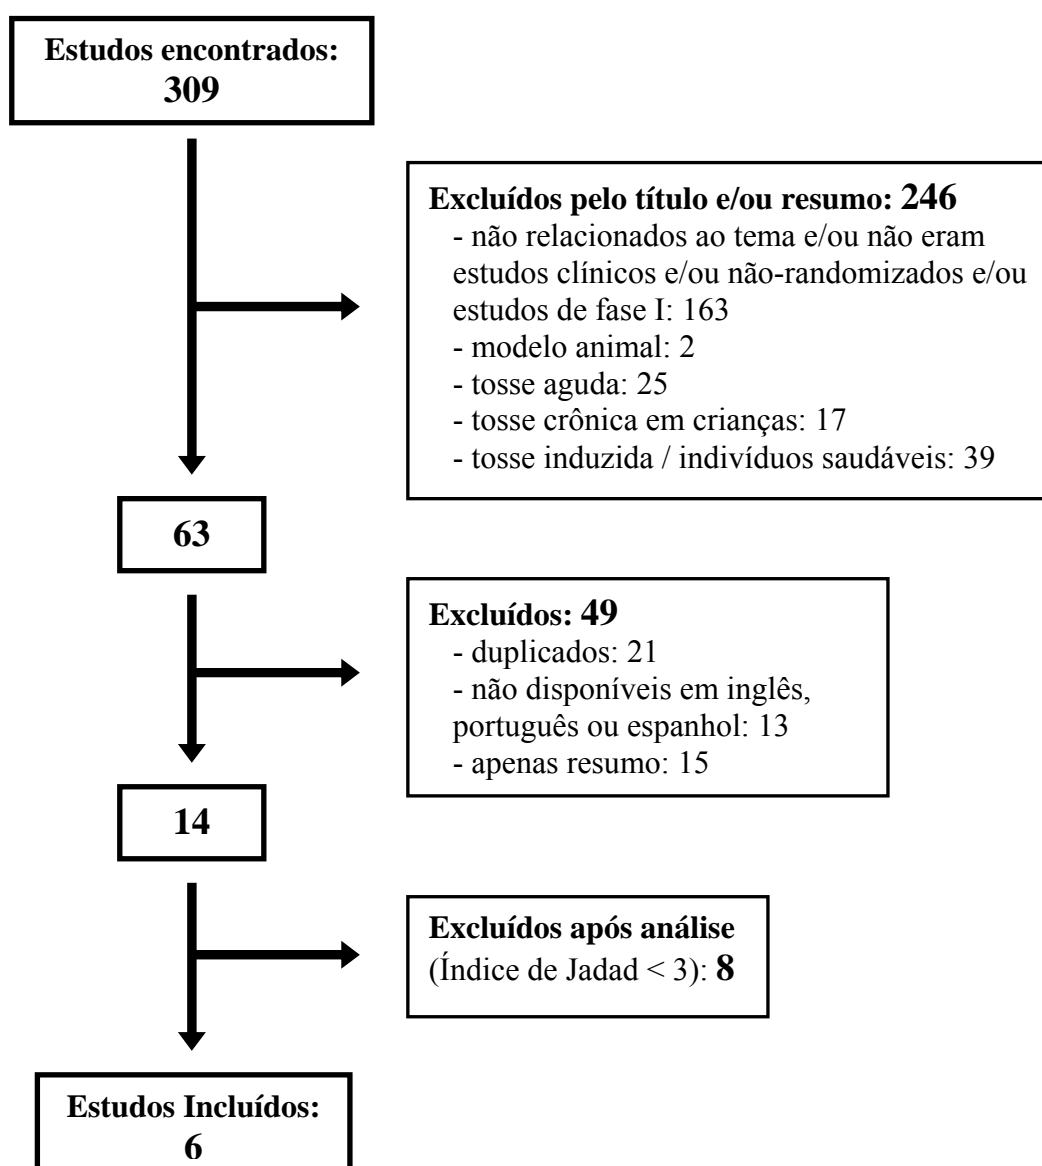 Estudos encontrados:
309
Excluídos pelo título e/ou resumo: 246
- não relacionados ao tema e/ou não eram
estudos clínicos e/ou não-randomizados e/ou
estudos de fase I: 163
- modelo animal: 2
- tosse aguda: 25
- tosse crônica em crianças: 17
- tosse induzida / indivíduos saudáveis: 39
63
Excluídos: 49
- duplicados: 21
- não disponíveis em inglês,
português ou espanhol: 13
- apenas resumo: 15
14
Excluídos após análise
(Índice de Jadad < 3): 8
Estudos Incluídos:
6